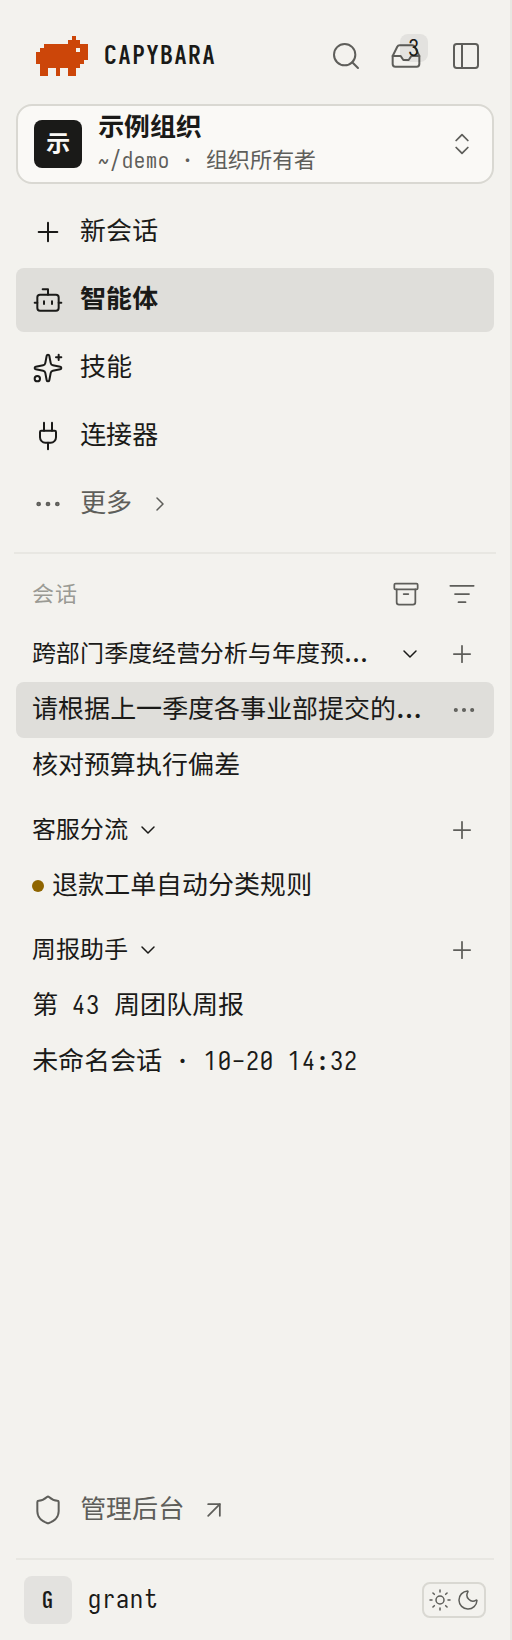 CAPYBARA
3
示
示例组织
~/demo · 组织所有者
新会话
智能体
技能
连接器
更多
会话
跨部门季度经营分析与年度预...
请根据上一季度各事业部提交的...
核对预算执行偏差
客服分流
退款工单自动分类规则
周报助手
第 43 周团队周报
未命名会话 · 10-20 14:32
管理后台
G
grant